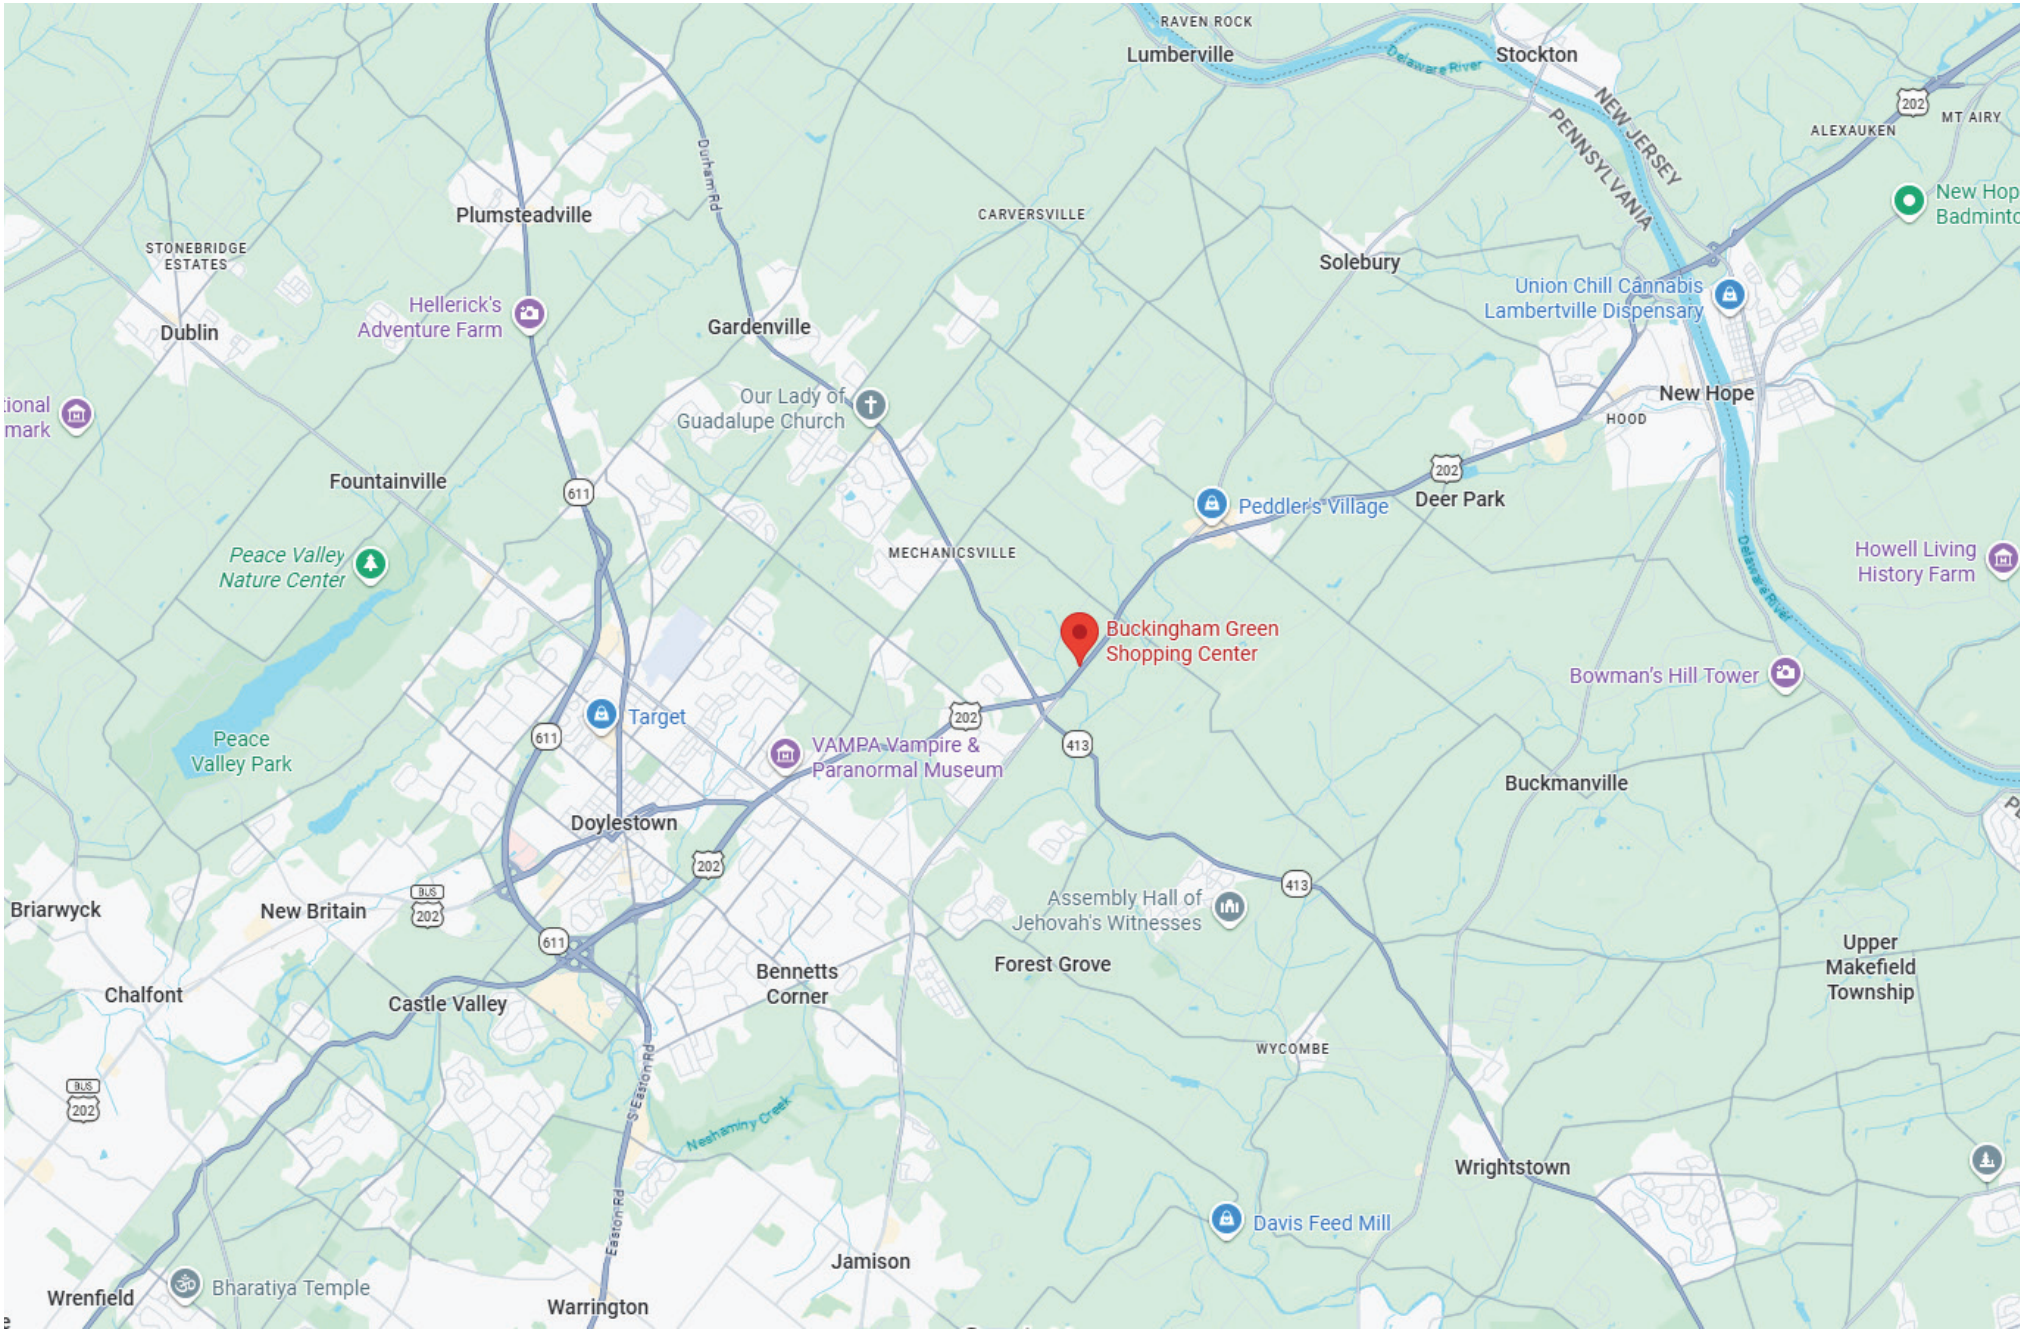 RAVEN ROCK
Lumberville
Delaware River
Stockton
NEW JERSEY
PENNSYLVANIA
202
ALEXAUKEN
MT AIRY
Durham Rd
Plumsteadville
CARVERSVILLE
New Hop
Badmintc
STONEBRIDGE
ESTATES
Solebury
Hellerick's
Adventure Farm
Union Chill Cannabis
Lambertville Dispensary
Dublin
Gardenville
tional
mark
Our Lady of
Guadalupe Church
New Hope
HOOD
Fountainville
611
202
Deer Park
Peddler's Village
Peace Valley
Nature Center
MECHANICSVILLE
Delaware River
Howell Living
History Farm
Buckingham Green
Shopping Center
Bowman's Hill Tower
Target
202
611
Peace
Valley Park
413
VAMPA Vampire &
Paranormal Museum
Buckmanville
Doylestown
202
BUS
202
413
Briarwyck
New Britain
Assembly Hall of
Jehovah's Witnesses
611
Forest Grove
Bennetts
Corner
Upper
Makefield
Township
Chalfont
Castle Valley
WYCOMBE
BUS
202
S Easton Rd
Neshaminy Creek
Wrightstown
Easton Rd
Davis Feed Mill
Jamison
Bharatiya Temple
Wrenfield
Warrington